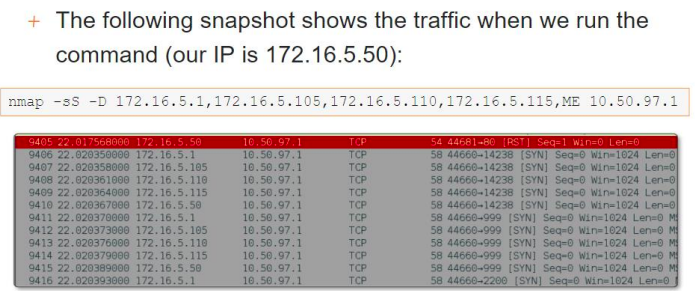 + The following snapshot shows the traffic when we run the
command (our IP is 172.16.5.50):
nmap -sS -D 172.16.5.1,172.16.5.105,172.16.5.110,172.16.5.115,ME 10.50.97.1
9405 22.017568000 172.16.5.50 10.50.97.1 TCP 54 44681→80 [RST] Seq=1 Win=0 Len=0
9406 22.020350000 172.16.5.1 10.50.97.1 TCP 58 44660→14238 [SYN] Seq=0 Win=1024 Len=0
9407 22.020358000 172.16.5.105 10.50.97.1 TCP 58 44660→14238 [SYN] Seq=0 Win=1024 Len=0
9408 22.020361000 172.16.5.110 10.50.97.1 TCP 58 44660→14238 [SYN] Seq=0 Win=1024 Len=0
9409 22.020364000 172.16.5.115 10.50.97.1 TCP 58 44660→14238 [SYN] Seq=0 Win=1024 Len=0
9410 22.020367000 172.16.5.50 10.50.97.1 TCP 58 44660→14238 [SYN] Seq=0 Win=1024 Len=0
9411 22.020370000 172.16.5.1 10.50.97.1 TCP 58 44660→999 [SYN] Seq=0 Win=1024 Len=0 MS
9412 22.020373000 172.16.5.105 10.50.97.1 TCP 58 44660→999 [SYN] Seq=0 Win=1024 Len=0 MS
9413 22.020376000 172.16.5.110 10.50.97.1 TCP 58 44660→999 [SYN] Seq=0 Win=1024 Len=0 MS
9414 22.020379000 172.16.5.115 10.50.97.1 TCP 58 44660→999 [SYN] Seq=0 Win=1024 Len=0 MS
9415 22.020389000 172.16.5.50 10.50.97.1 TCP 58 44660→999 [SYN] Seq=0 Win=1024 Len=0 MS
9416 22.020393000 172.16.5.1 10.50.97.1 TCP 58 44660→2200 [SYN] Seq=0 Win=1024 Len=0